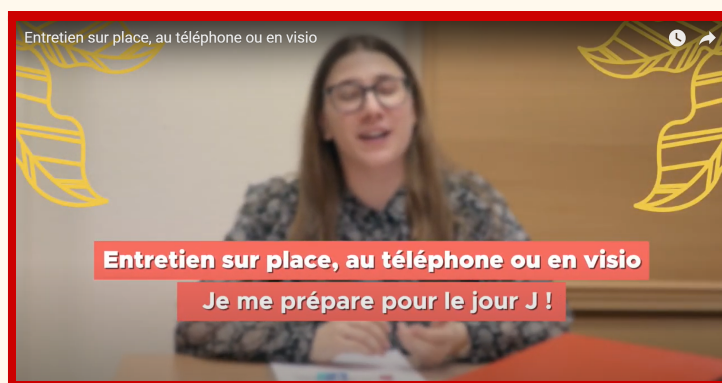 Entretien sur place, au téléphone ou en visio
Entretien sur place, au téléphone ou en visio
Je me prépare pour le jour J !